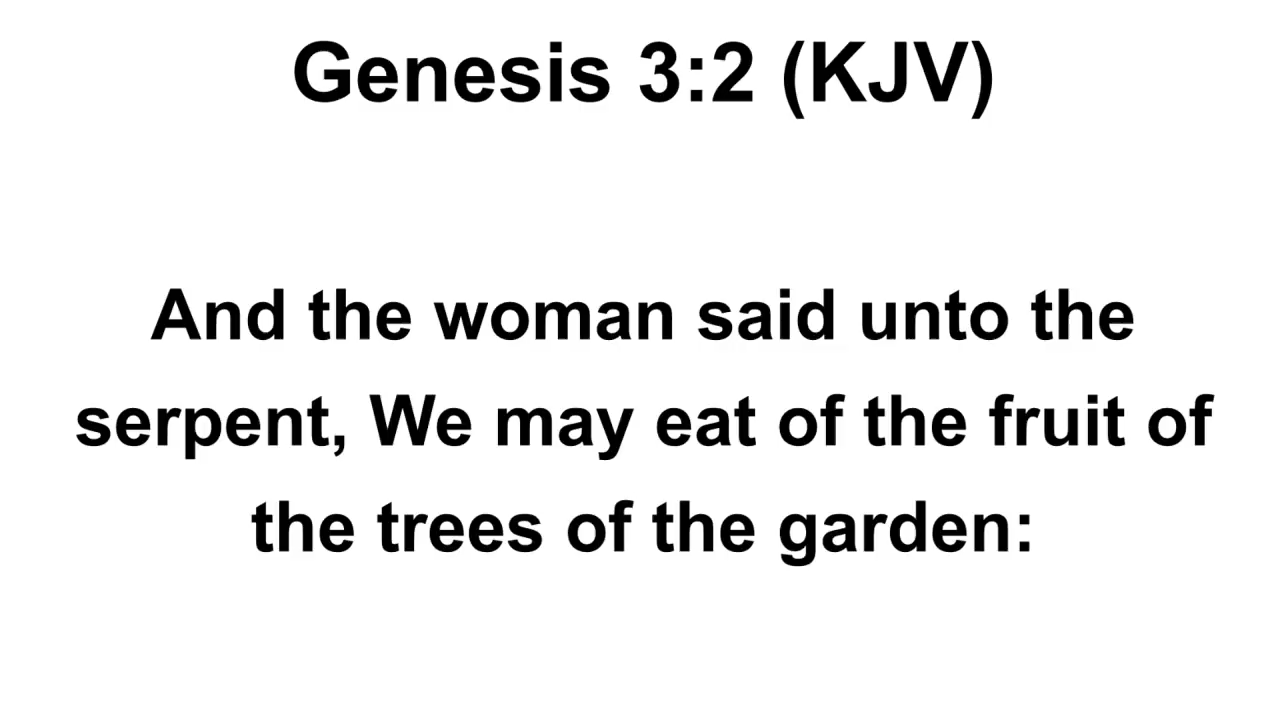 Genesis 3:2 (KJV)
And the woman said unto the
serpent, We may eat of the fruit of
the trees of the garden: